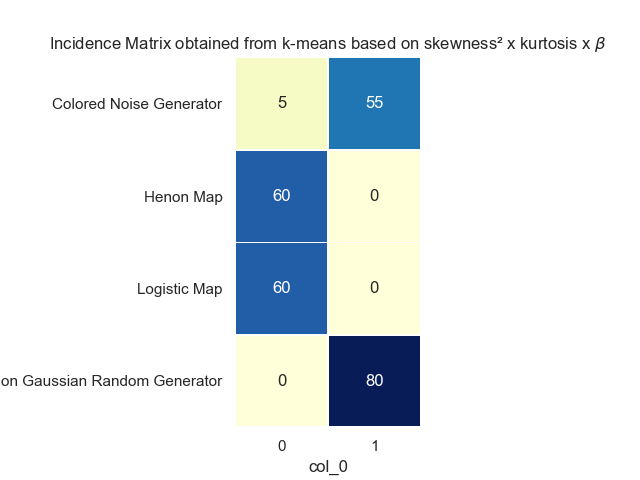 Incidence Matrix obtained from k-means based on skewness² x kurtosis x β
Colored Noise Generator 5 55
Henon Map 60 0
Logistic Map 60 0
on Gaussian Random Generator 0 80
0 1
col_0